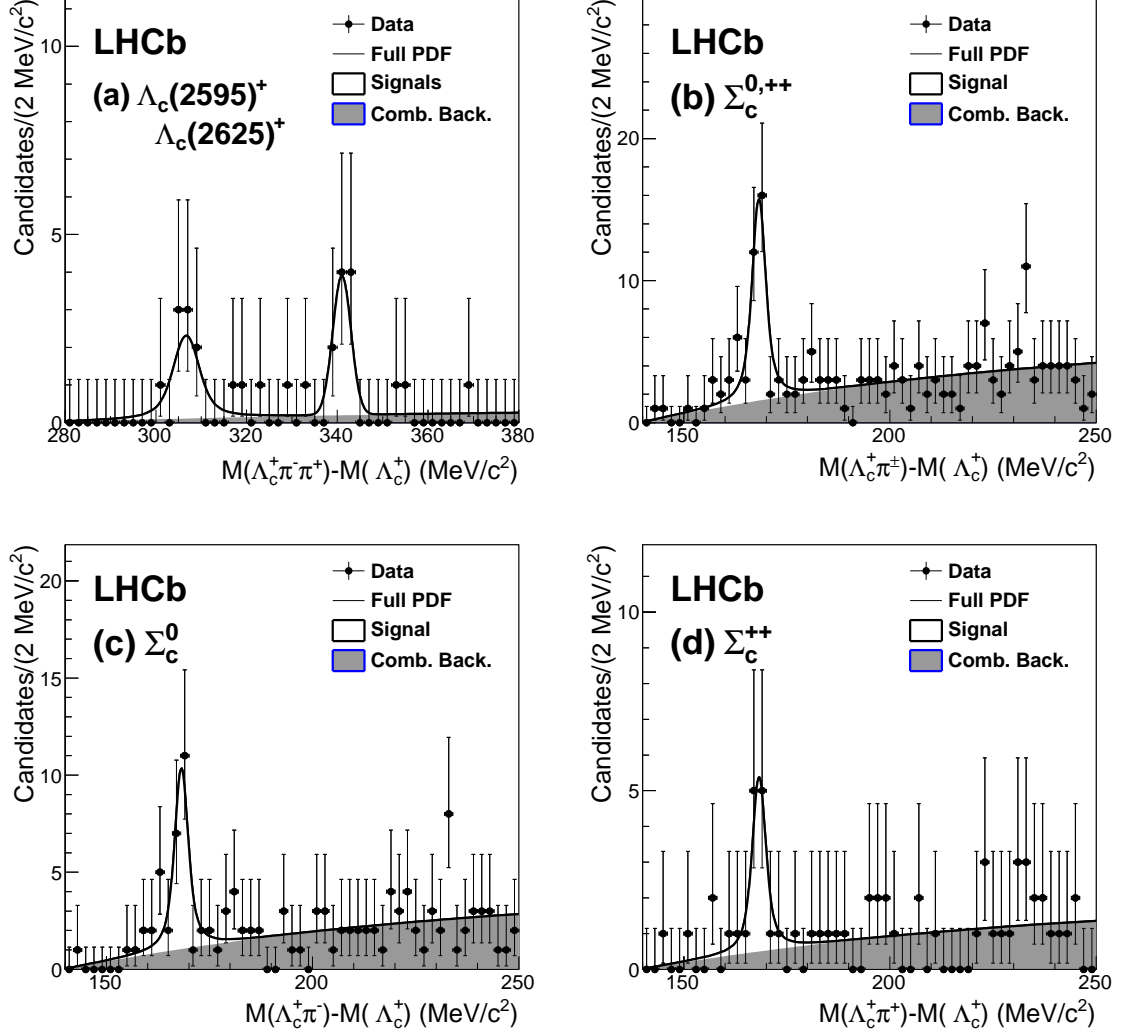 Candidates/(2 MeV/c²)
10
5
0
LHCb
(a) Λc(2595)⁺
Λc(2625)⁺
Data
Full PDF
Signals
Comb. Back.
280 300 320 340 360 380
M(Λc⁺π⁻π⁺)-M( Λc⁺) (MeV/c²)
Candidates/(2 MeV/c²)
20
10
0
LHCb
(b) Σc⁰,⁺⁺
Data
Full PDF
Signal
Comb. Back.
150 200 250
M(Λc⁺π±)-M( Λc⁺) (MeV/c²)
Candidates/(2 MeV/c²)
20
15
10
5
0
LHCb
(c) Σc⁰
Data
Full PDF
Signal
Comb. Back.
150 200 250
M(Λc⁺π⁻)-M( Λc⁺) (MeV/c²)
Candidates/(2 MeV/c²)
10
5
0
LHCb
(d) Σc⁺⁺
Data
Full PDF
Signal
Comb. Back.
150 200 250
M(Λc⁺π⁺)-M( Λc⁺) (MeV/c²)